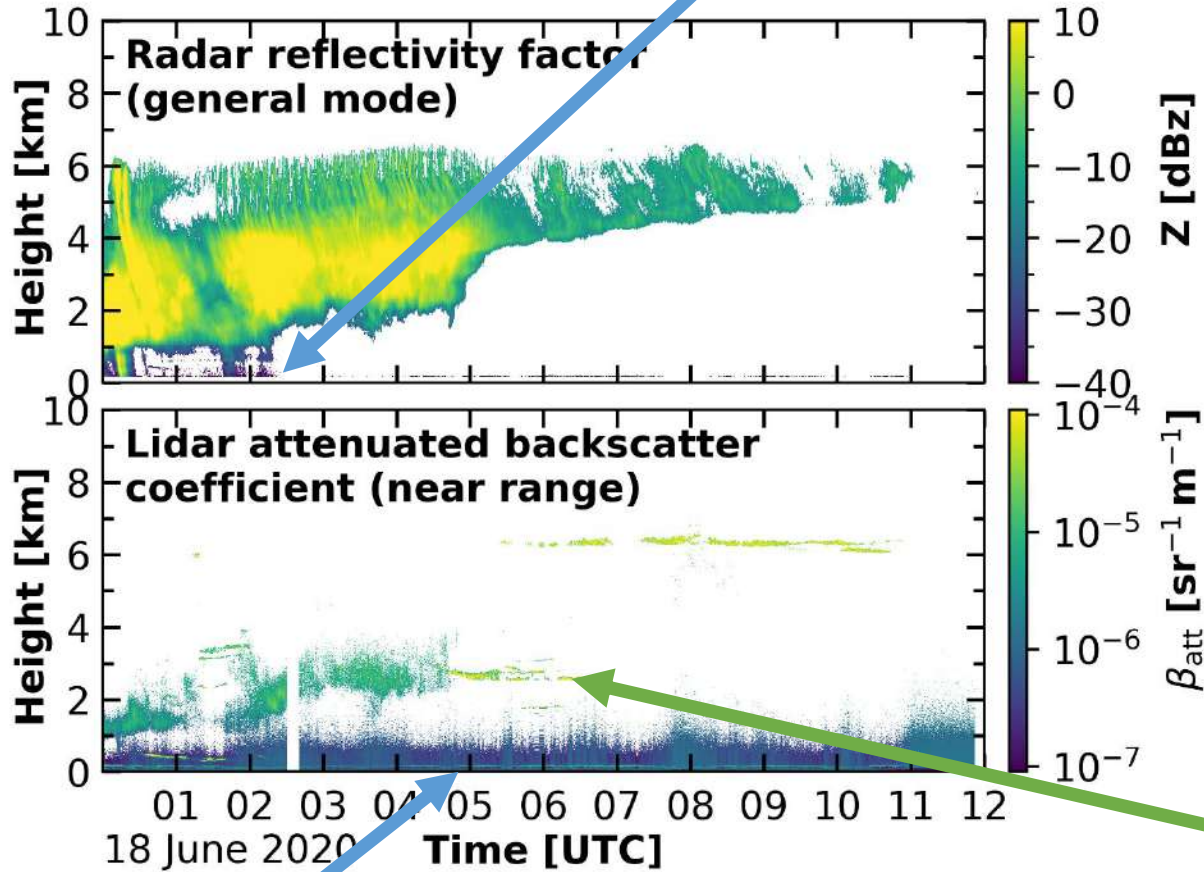 10
8
6
4
2
0
Height [km]
Radar reflectivity factor
(general mode)
10
0
−10
−20
−30
−40
Z [dBz]
10
8
6
4
2
0
Height [km]
Lidar attenuated backscatter
coefficient (near range)
10⁻⁴
10⁻⁵
10⁻⁶
10⁻⁷
β_att [sr⁻¹ m⁻¹]
01 02 03 04 05 06 07 08 09 10 11 12
18 June 2020 Time [UTC]